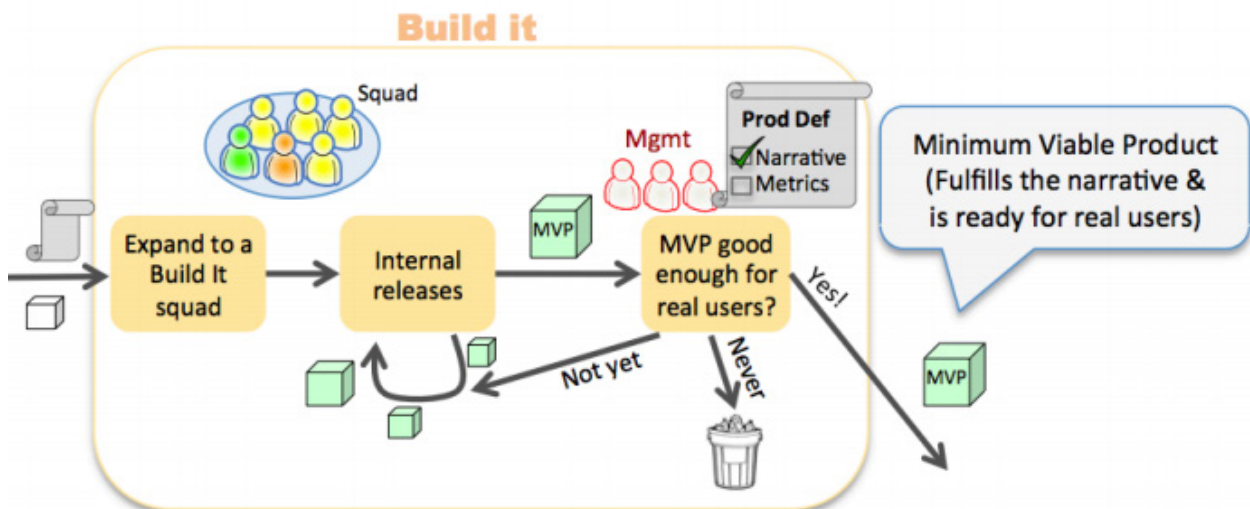 Build it
Squad
Mgmt
Prod Def
Narrative
Metrics
Minimum Viable Product
(Fulfills the narrative &
is ready for real users)
Expand to a
Build It
squad
Internal
releases
MVP
MVP good
enough for
real users?
Yes!
Not yet
Never
MVP